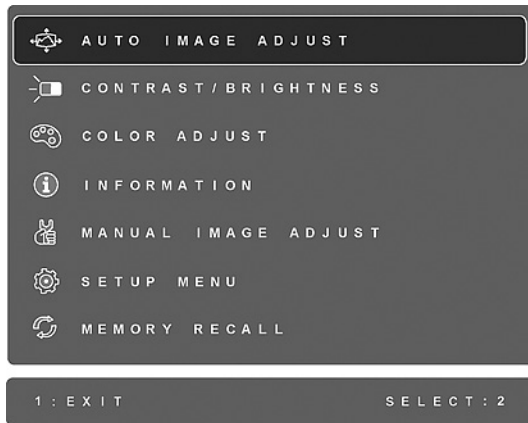 AUTO IMAGE ADJUST
CONTRAST/BRIGHTNESS
COLOR ADJUST
INFORMATION
MANUAL IMAGE ADJUST
SETUP MENU
MEMORY RECALL
1:EXIT SELECT:2